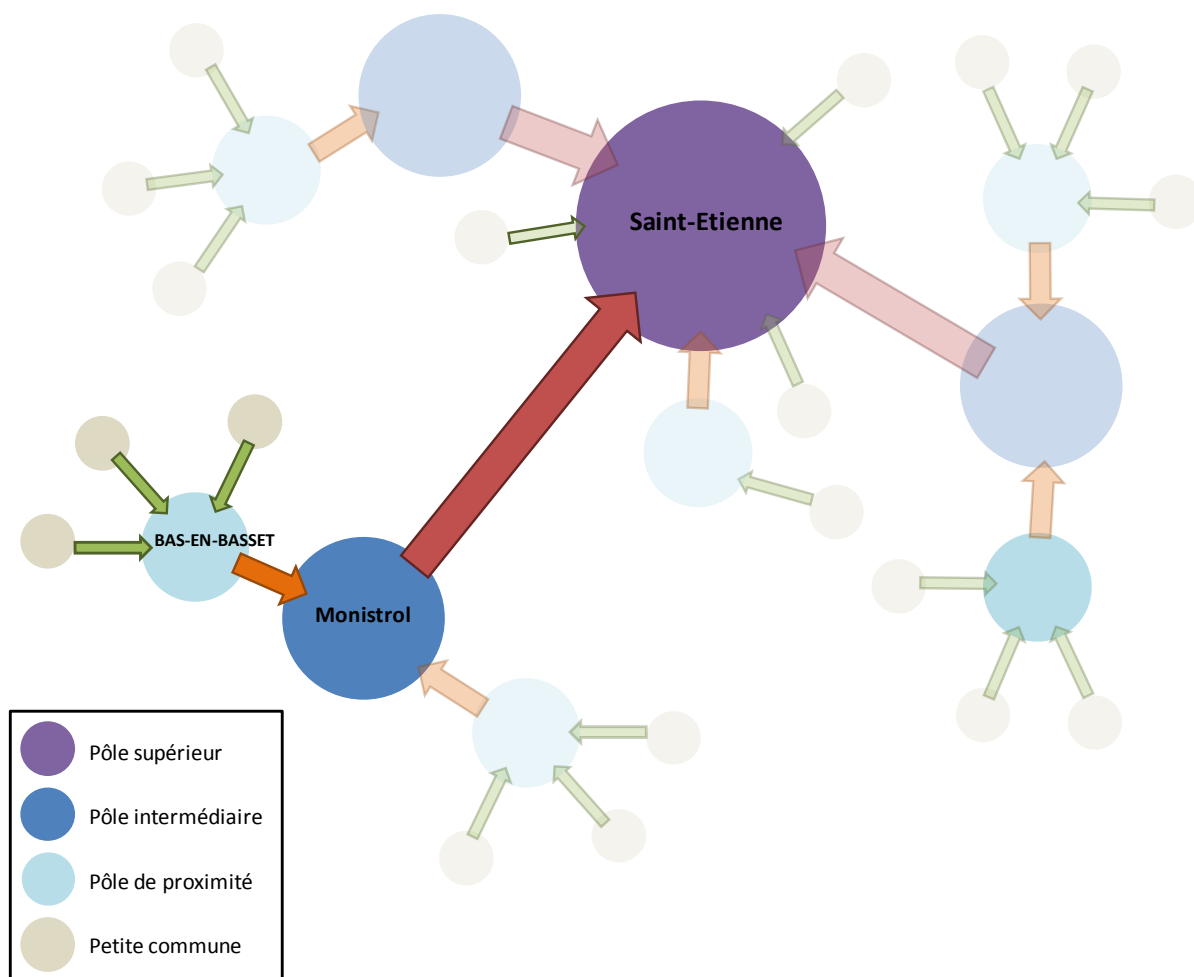 Saint-Etienne
BAS-EN-BASSET
Monistrol
Pôle supérieur
Pôle intermédiaire
Pôle de proximité
Petite commune